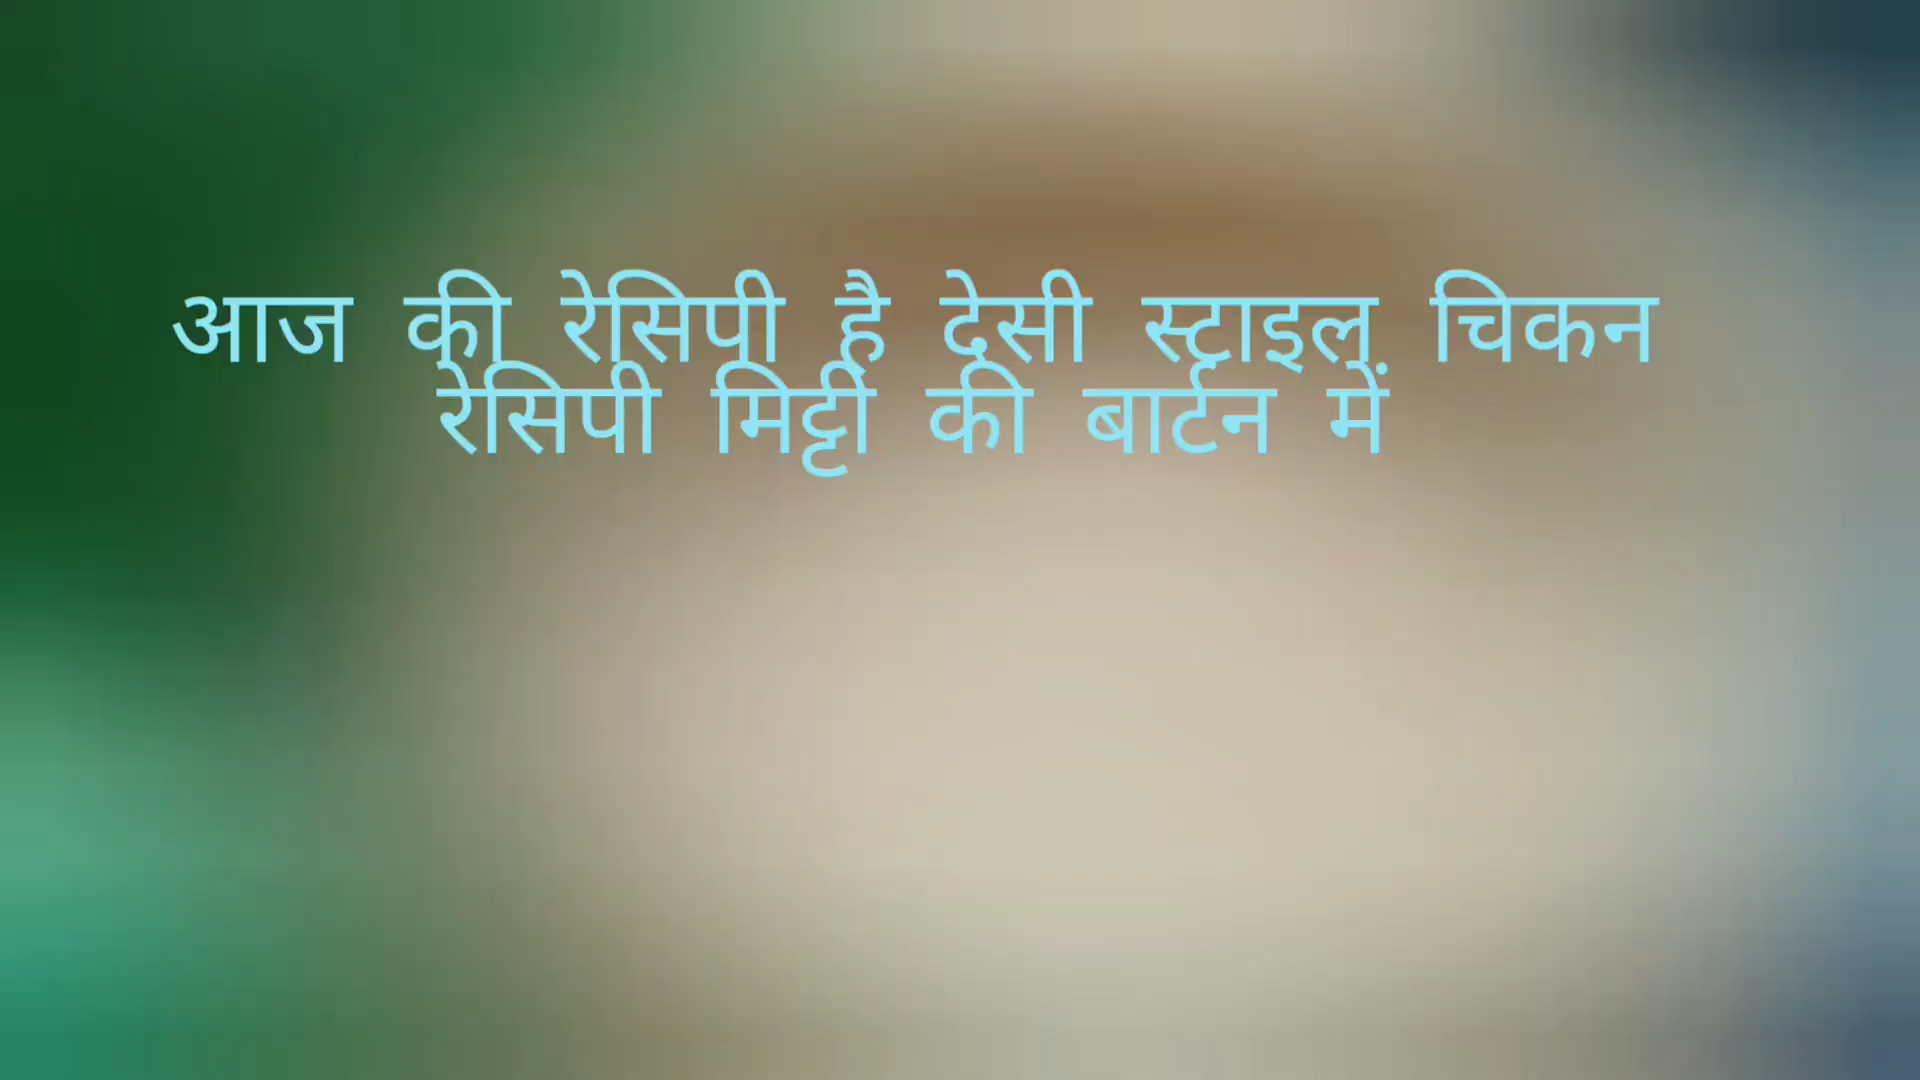 आज की रेसिपी है देसी स्टाइल चिकन
रेसिपी मिट्टी की बार्टन में